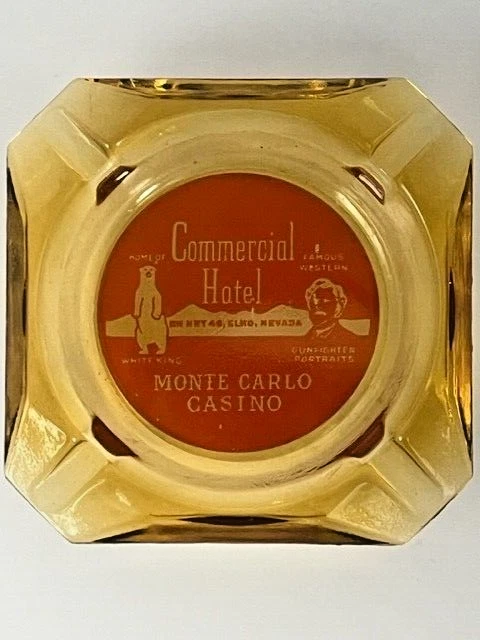 Commercial
Hotel
HOME OF
FAMOUS
WESTERN
ON HWY 40, ELKO, NEVADA
WHITE KING
GUNFIGHTER
PORTRAITS
MONTE CARLO
CASINO